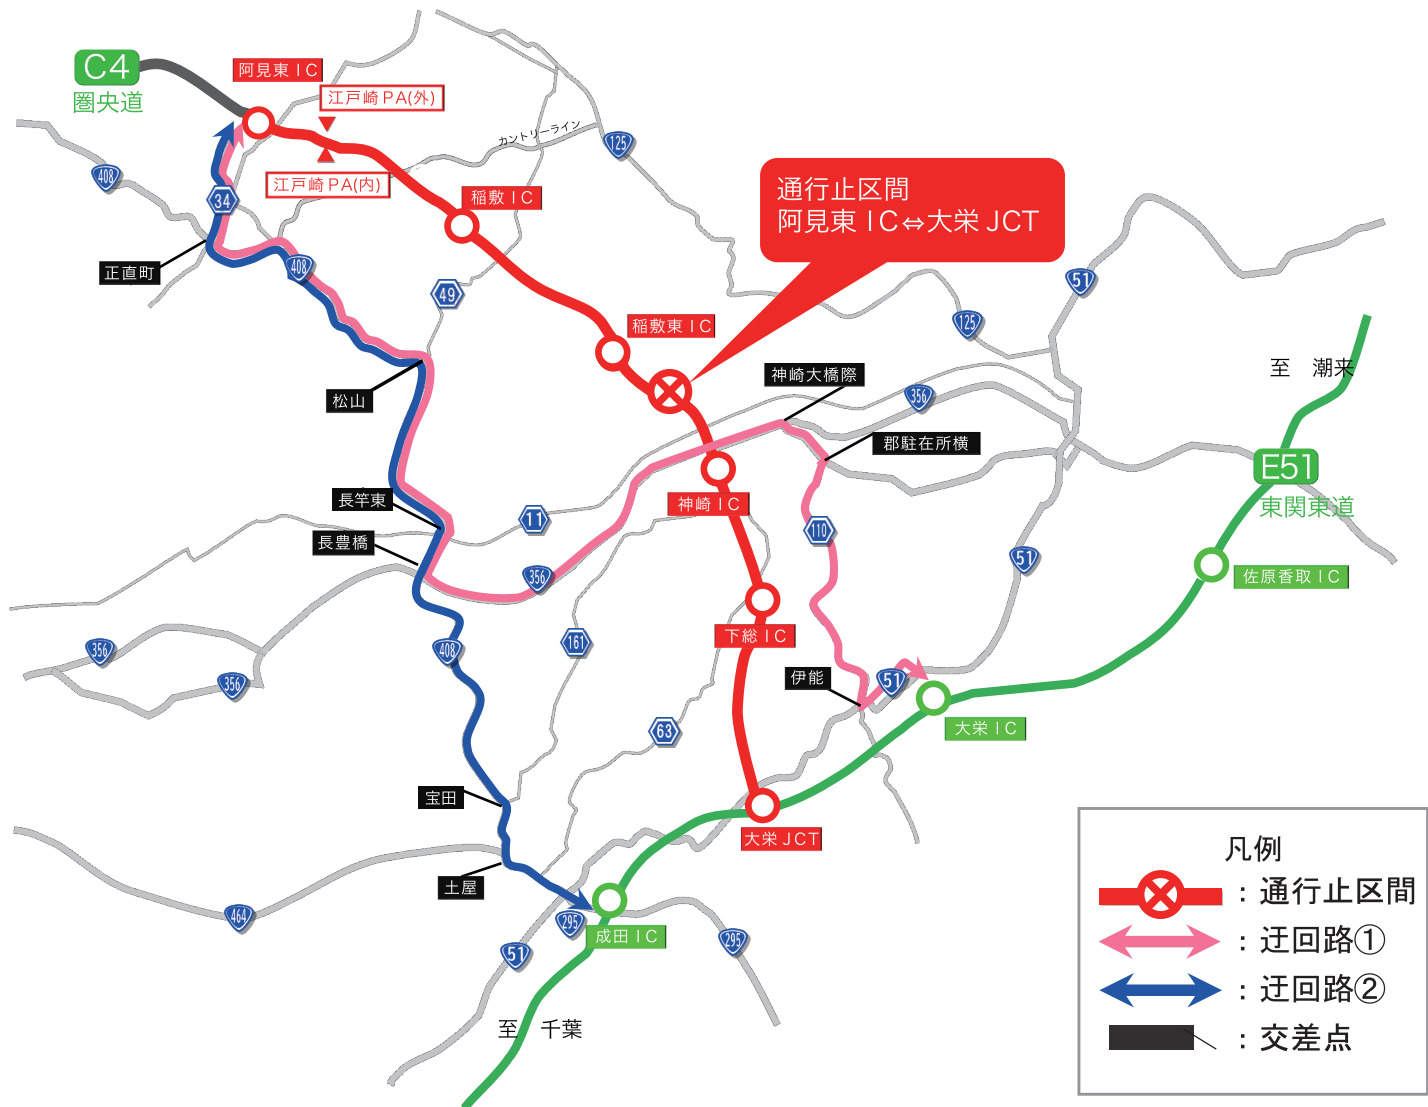 C4
圏央道
阿見東IC
江戸崎PA(外)
江戸崎PA(内)
カントリーライン
125
408
34
稲敷IC
通行止区間
阿見東IC⇔大栄JCT
正直町
408
49
51
125
稲敷東IC
至 潮来
神崎大橋際
356
松山
郡駐在所横
E51
東関東道
長竿東
神崎IC
11
110
長豊橋
51
佐原香取IC
356
下総IC
161
408
356
356
伊能
51
大栄IC
63
宝田
大栄JCT
土屋
464
295
成田IC
295
51
至 千葉
凡例
:通行止区間
:迂回路①
:迂回路②
:交差点